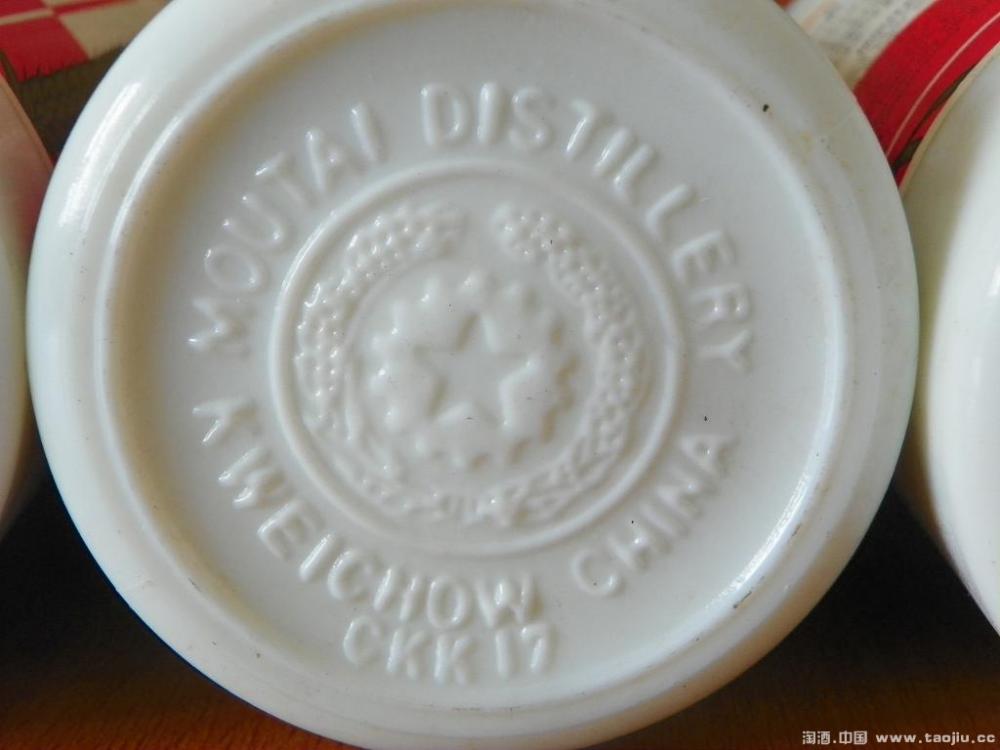 MOUTAI DISTILLERY
KWEICHOW CHINA
CKK17
淘酒.中国 www.taojiu.cc